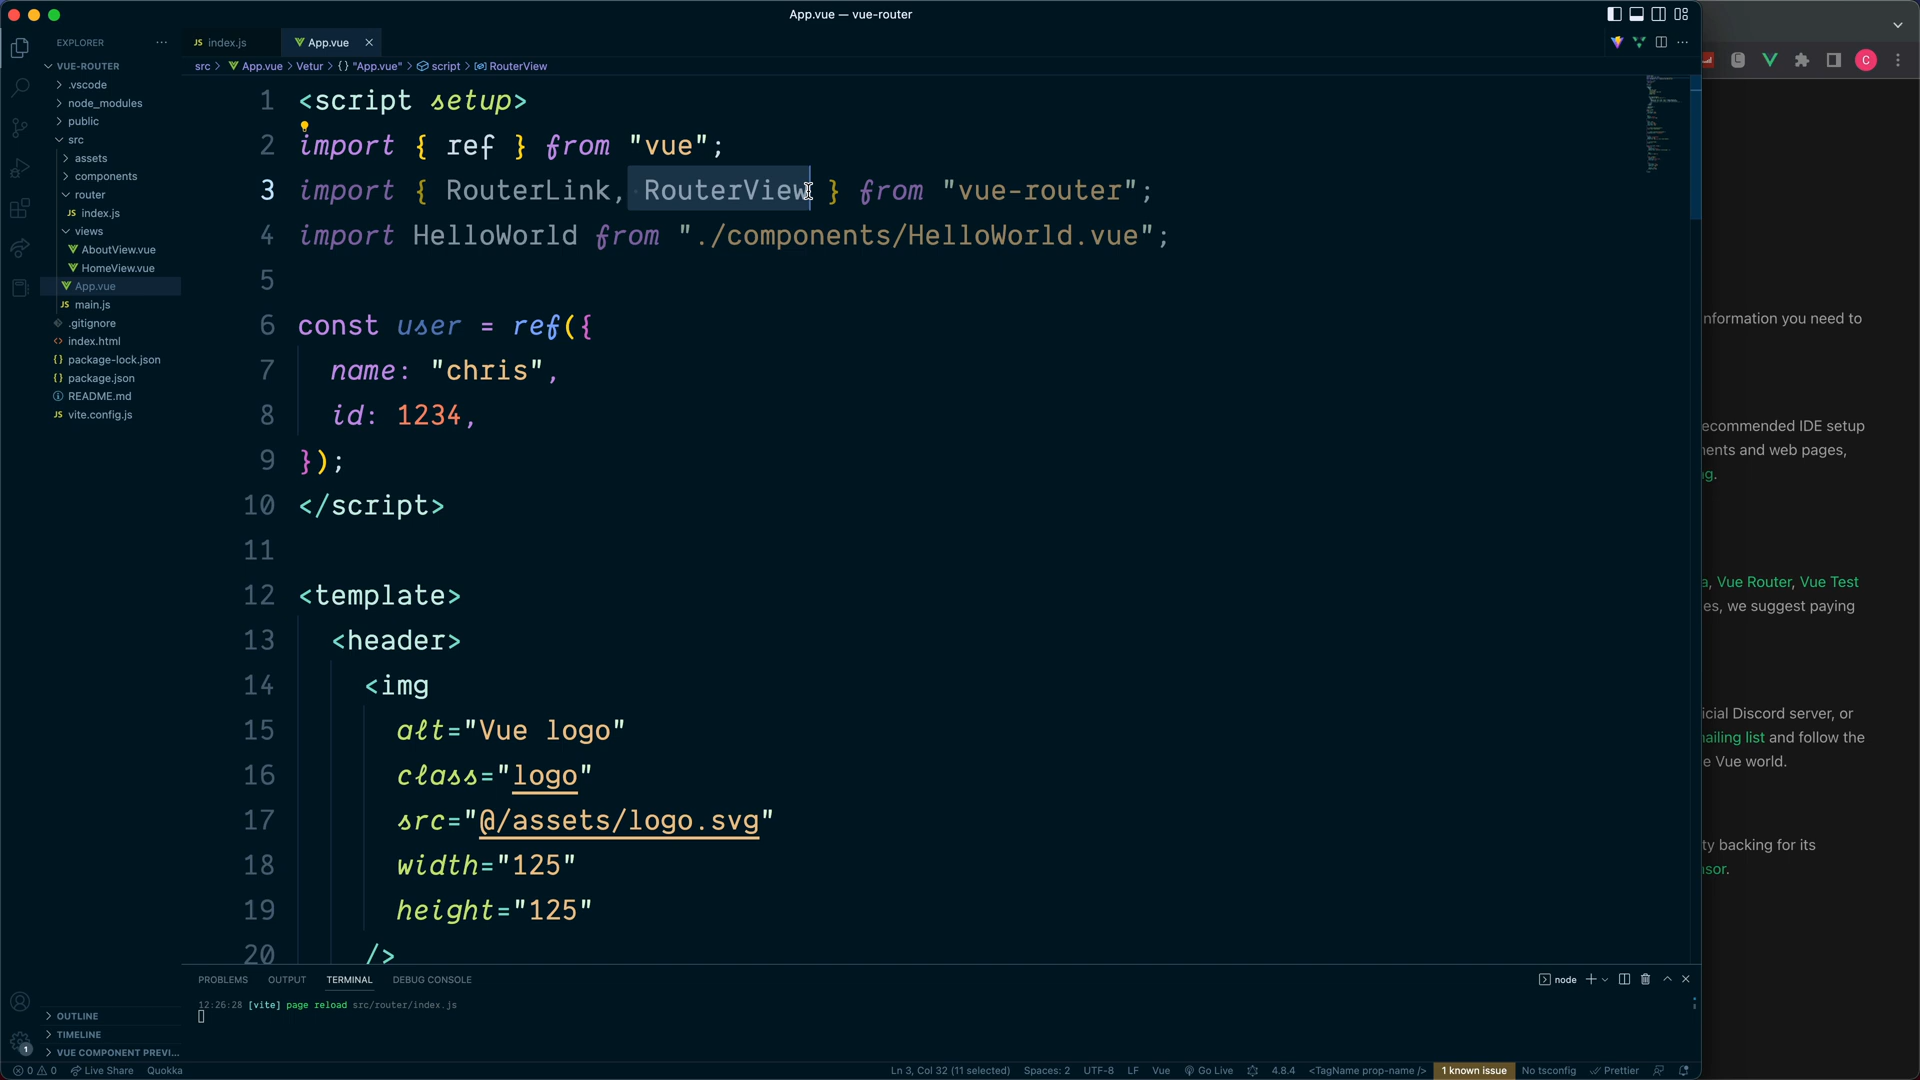 App.vue — vue-router
EXPLORER
VUE-ROUTER
.vscode
node_modules
public
src
assets
components
router
JS index.js
views
AboutView.vue
HomeView.vue
App.vue
JS main.js
.gitignore
<> index.html
{} package-lock.json
{} package.json
README.md
JS vite.config.js
OUTLINE
TIMELINE
VUE COMPONENT PREVI...
JS index.js
App.vue
src > App.vue > Vetur > {} "App.vue" > script > RouterView
1 <script setup>
2 import { ref } from "vue";
3 import { RouterLink, RouterView } from "vue-router";
4 import HelloWorld from "./components/HelloWorld.vue";
5
6 const user = ref({
7 name: "chris",
8 id: 1234,
9 });
10 </script>
11
12 <template>
13 <header>
14 <img
15 alt="Vue logo"
16 class="logo"
17 src="@/assets/logo.svg"
18 width="125"
19 height="125"
20 />
PROBLEMS OUTPUT TERMINAL DEBUG CONSOLE
node
12:26:28 [vite] page reload src/router/index.js
1
0 0 Live Share Quokka
Ln 3, Col 32 (11 selected) Spaces: 2 UTF-8 LF Vue Go Live 4.8.4 <TagName prop-name /> 1 known issue No tsconfig Prettier
C
nformation you need to
ecommended IDE setup
ents and web pages,
g.
a, Vue Router, Vue Test
es, we suggest paying
icial Discord server, or
mailing list and follow the
e Vue world.
ty backing for its
nsor.